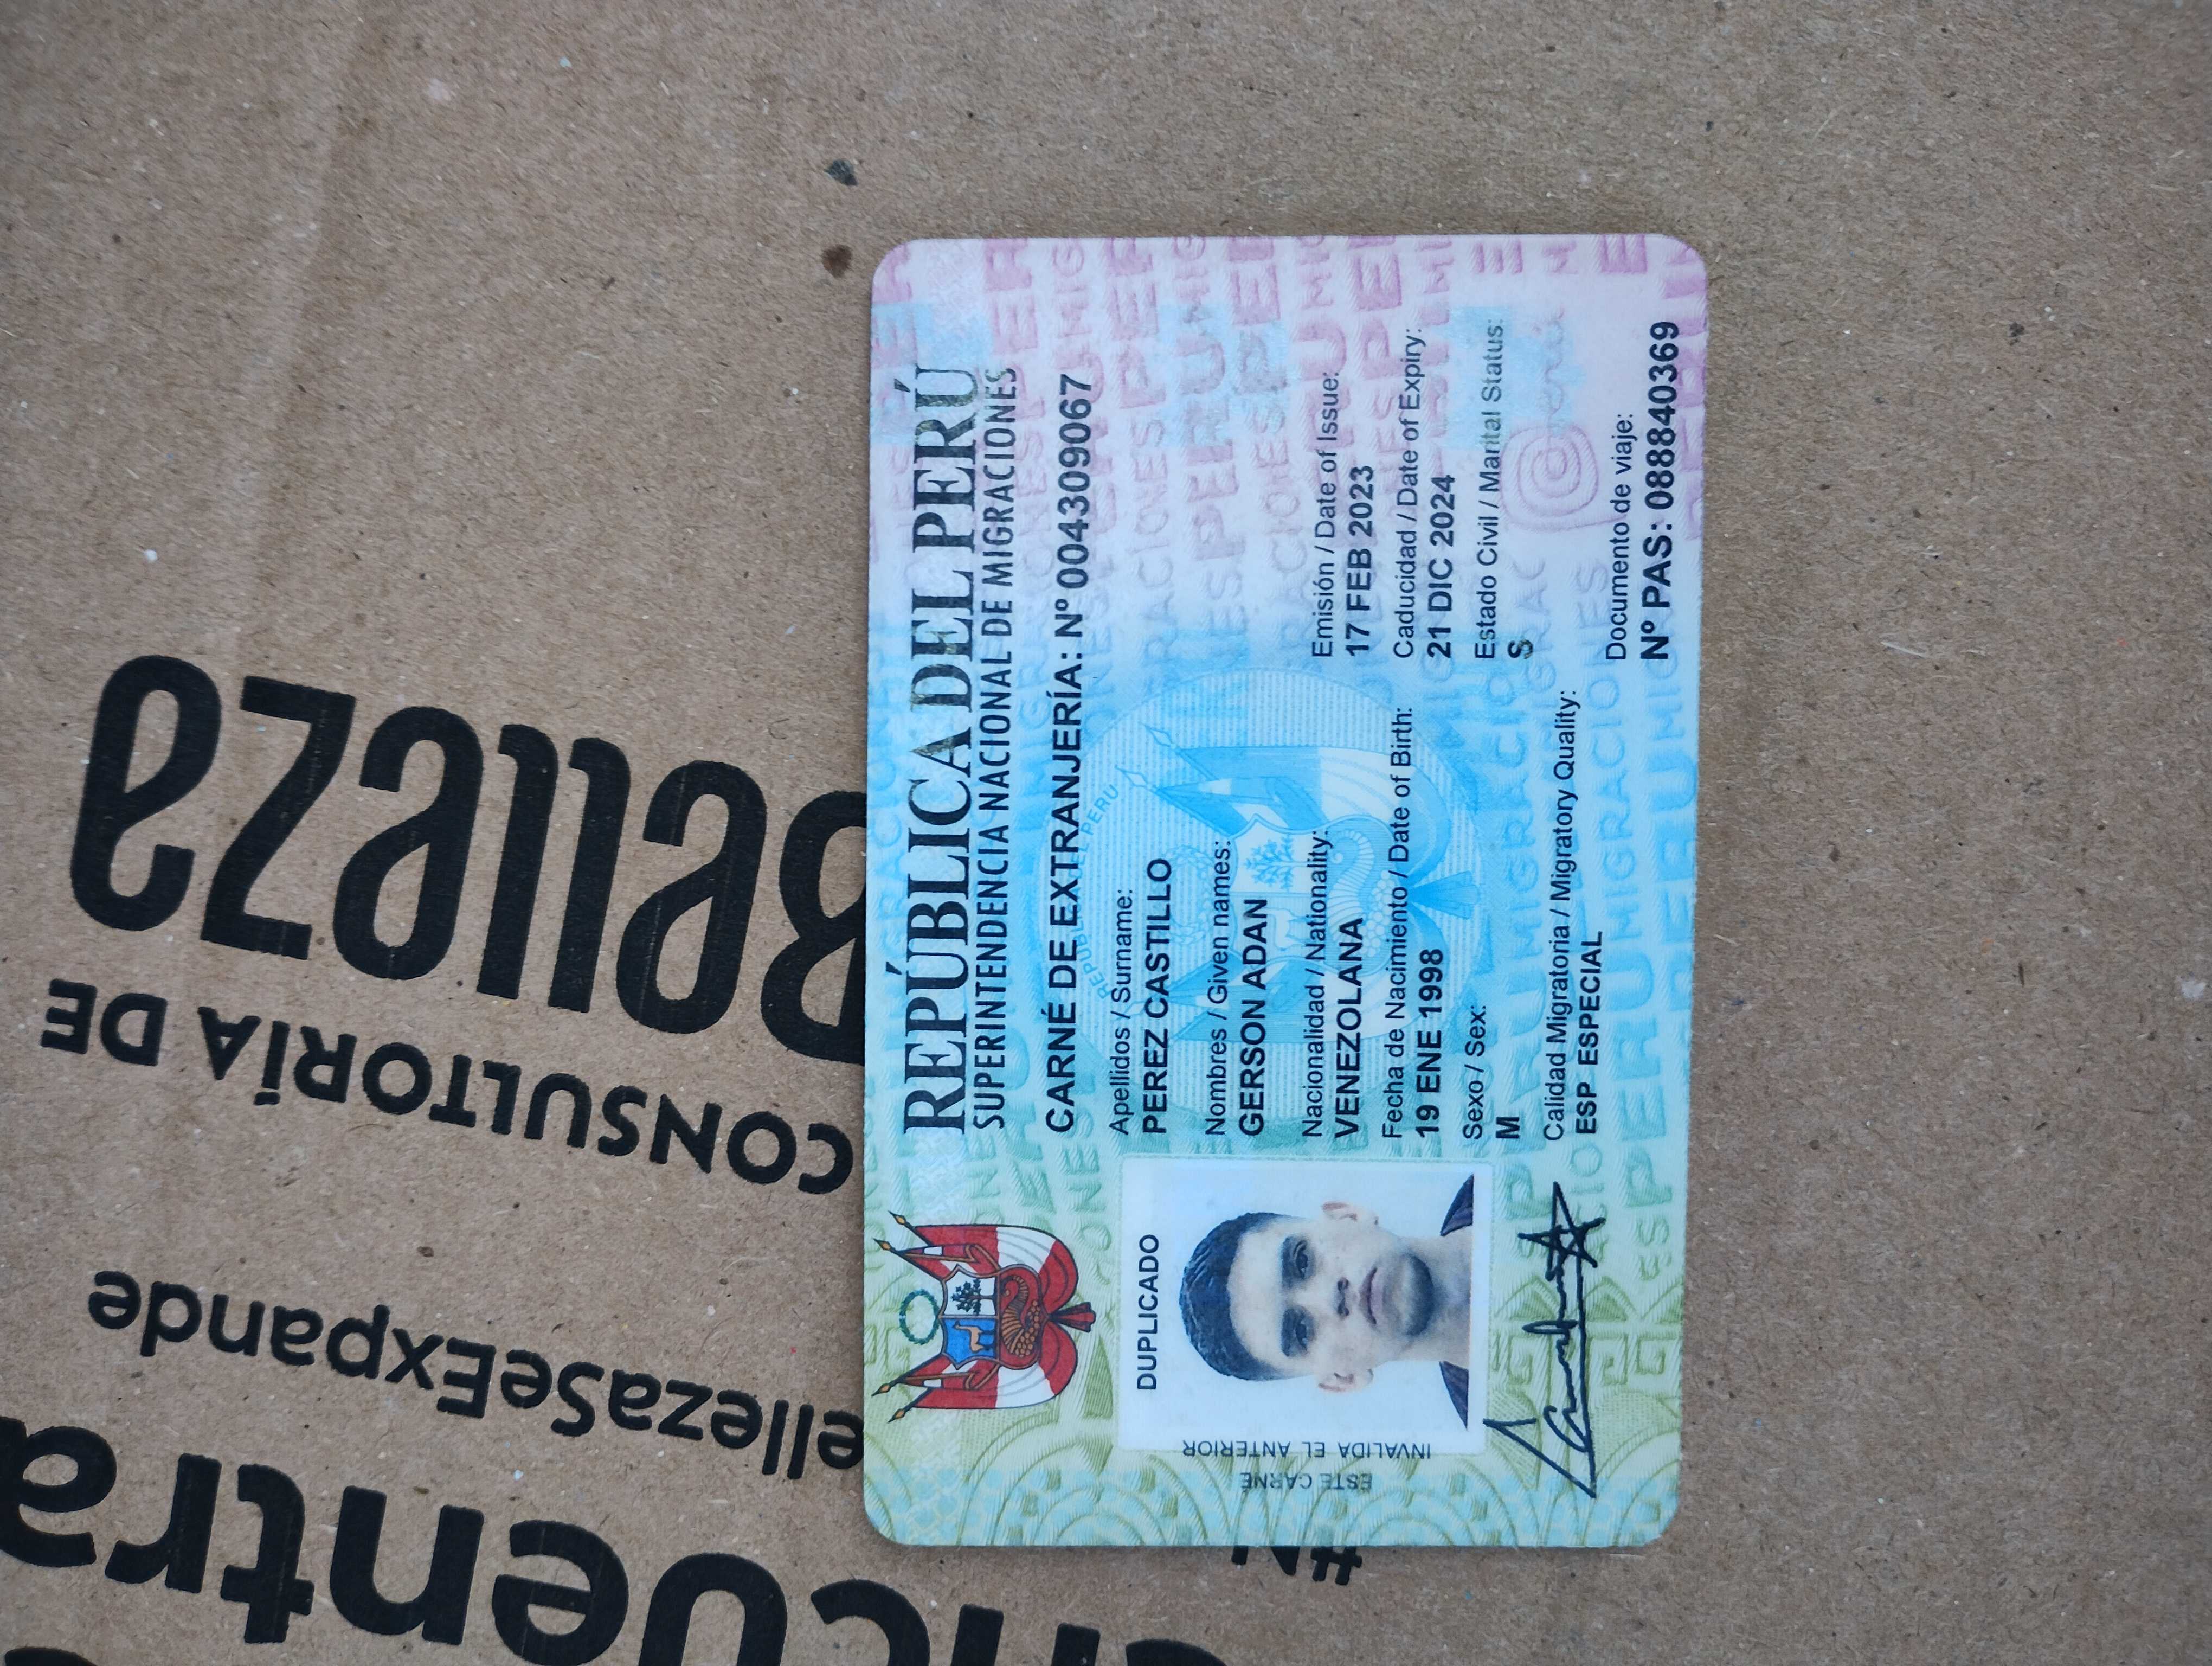 REPÚBLICA DEL PERÚ
SUPERINTENDENCIA NACIONAL DE MIGRACIONES
CARNÉ DE EXTRANJERÍA: Nº 004309067
Apellidos / Surname:
PEREZ CASTILLO
Nombres / Given names:
GERSON ADAN
Nacionalidad / Nationality:
VENEZOLANA
Fecha de Nacimiento / Date of Birth:
19 ENE 1998
Sexo / Sex:
M
Calidad Migratoria / Migratory Quality:
ESP ESPECIAL
Emisión / Date of Issue:
17 FEB 2023
Caducidad / Date of Expiry:
21 DIC 2024
Estado Civil / Marital Status:
S
Documento de viaje:
Nº PAS: 088840369
DUPLICADO
ESTE CARNÉ
INVALIDA EL ANTERIOR
CONSULTORÍA DE
Belleza
ellezaSeExpande